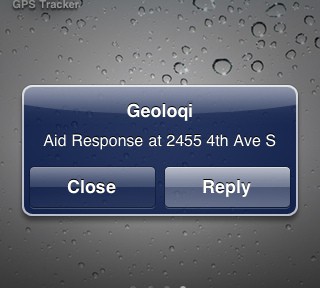 GPS Tracker
Geoloqi
Aid Response at 2455 4th Ave S
Close
Reply